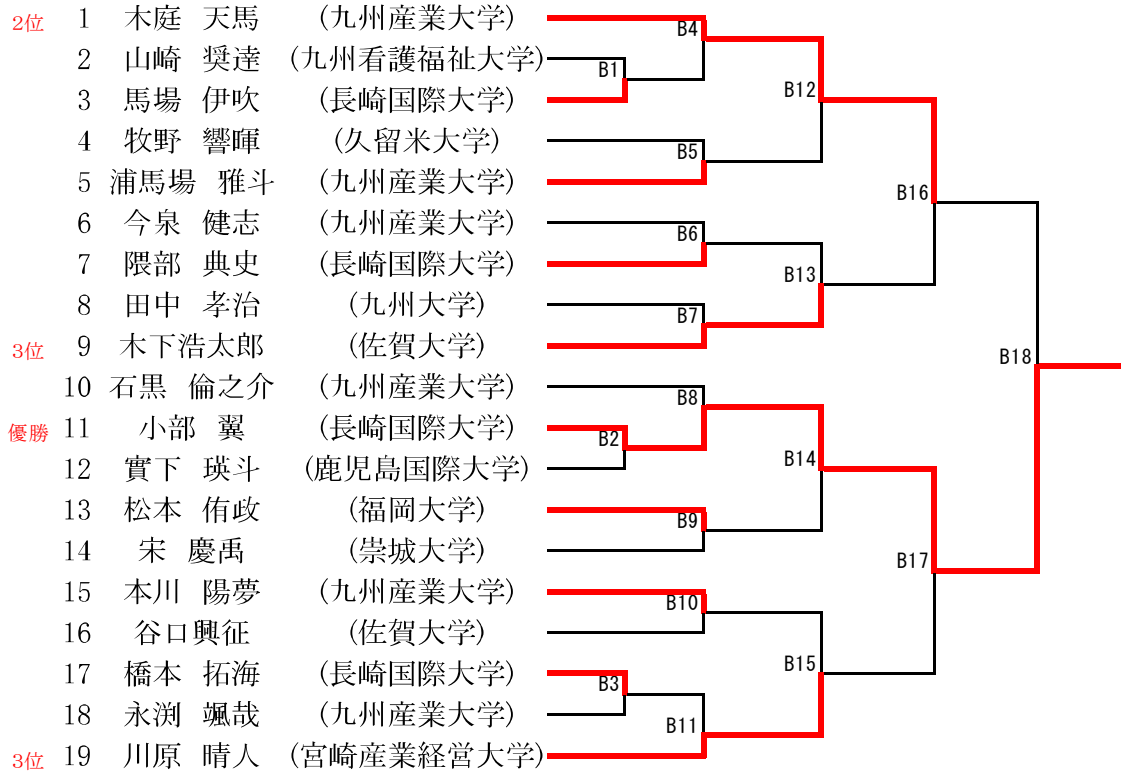 2位 1 木庭 天馬 (九州産業大学)
2 山崎 奨逹 (九州看護福祉大学)
3 馬場 伊吹 (長崎国際大学)
4 牧野 響暉 (久留米大学)
5 浦馬場 雅斗 (九州産業大学)
6 今泉 健志 (九州産業大学)
7 隈部 典史 (長崎国際大学)
8 田中 孝治 (九州大学)
3位 9 木下浩太郎 (佐賀大学)
10 石黒 倫之介 (九州産業大学)
優勝 11 小部 翼 (長崎国際大学)
12 實下 瑛斗 (鹿児島国際大学)
13 松本 侑政 (福岡大学)
14 宋 慶禹 (崇城大学)
15 本川 陽夢 (九州産業大学)
16 谷口興征 (佐賀大学)
17 橋本 拓海 (長崎国際大学)
18 永渕 颯哉 (九州産業大学)
3位 19 川原 晴人 (宮崎産業経営大学)
B1
B2
B3
B4
B5
B6
B7
B8
B9
B10
B11
B12
B13
B14
B15
B16
B17
B18